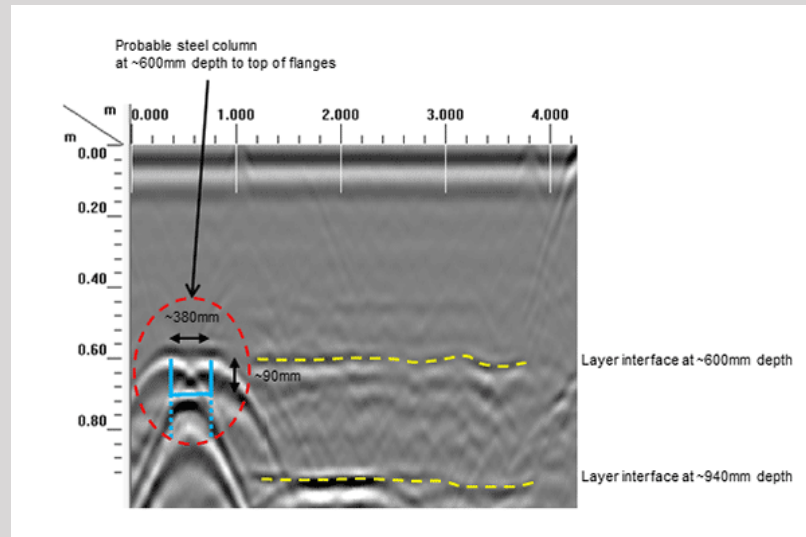 Probable steel column
at ~600mm depth to top of flanges
m 0.000 1.000 2.000 3.000 4.000
m
0.00
0.20
0.40
~380mm
0.60
Layer interface at ~600mm depth
~90mm
0.80
Layer interface at ~940mm depth